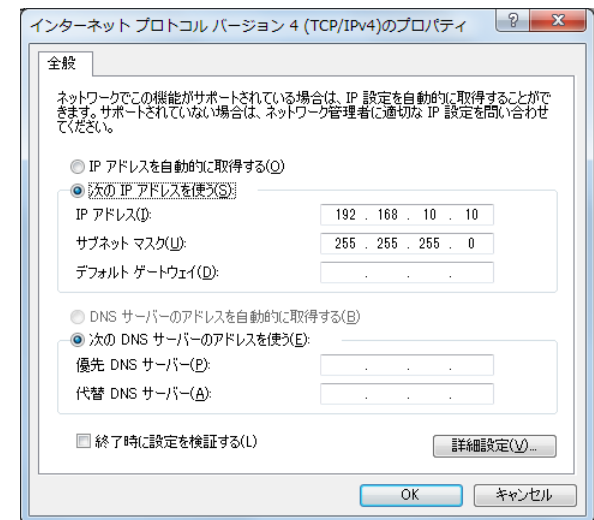 インターネット プロトコル バージョン 4 (TCP/IPv4)のプロパティ
全般
ネットワークでこの機能がサポートされている場合は、IP 設定を自動的に取得することがで
きます。サポートされていない場合は、ネットワーク管理者に適切な IP 設定を問い合わせ
てください。
IP アドレスを自動的に取得する(O)
次の IP アドレスを使う(S):
IP アドレス(I): 192 . 168 . 10 . 10
サブネット マスク(U): 255 . 255 . 255 . 0
デフォルト ゲートウェイ(D): . . .
DNS サーバーのアドレスを自動的に取得する(B)
次の DNS サーバーのアドレスを使う(E):
優先 DNS サーバー(P): . . .
代替 DNS サーバー(A): . . .
終了時に設定を検証する(L)
詳細設定(V)...
OK キャンセル